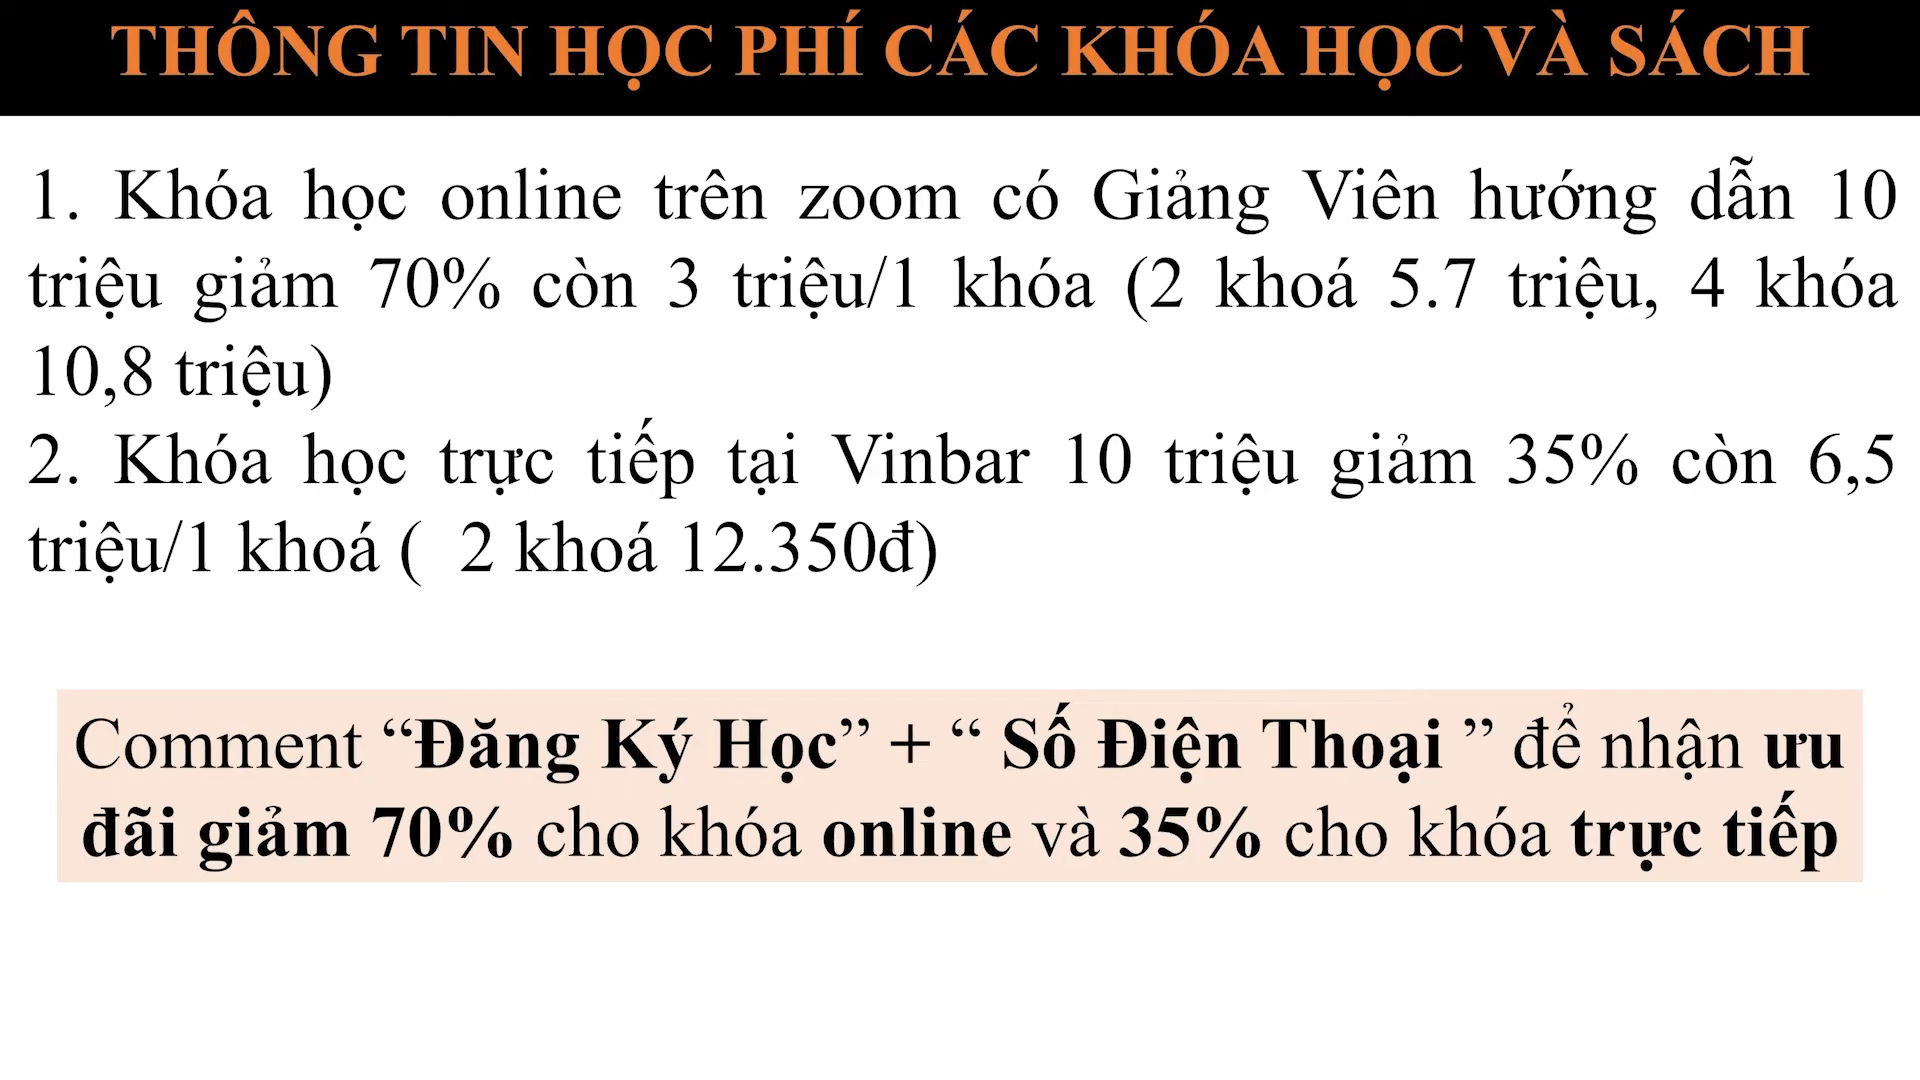 THÔNG TIN HỌC PHÍ CÁC KHÓA HỌC VÀ SÁCH
1. Khóa học online trên zoom có Giảng Viên hướng dẫn 10
triệu giảm 70% còn 3 triệu/1 khóa (2 khoá 5.7 triệu, 4 khóa
10,8 triệu)
2. Khóa học trực tiếp tại Vinbar 10 triệu giảm 35% còn 6,5
triệu/1 khoá (  2 khoá 12.350đ)
Comment “Đăng Ký Học” + “ Số Điện Thoại ” để nhận ưu
đãi giảm 70% cho khóa online và 35% cho khóa trực tiếp